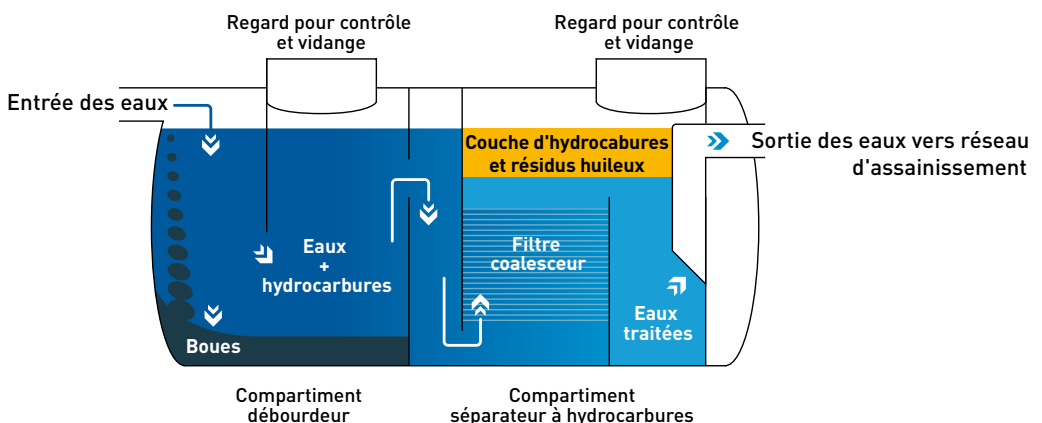 Regard pour contrôle
et vidange
Regard pour contrôle
et vidange
Entrée des eaux
Couche d'hydrocabures
et résidus huileux
Sortie des eaux vers réseau
d'assainissement
Eaux
+
hydrocarbures
Filtre
coalesceur
Eaux
traitées
Boues
Compartiment
débourdeur
Compartiment
séparateur à hydrocarbures